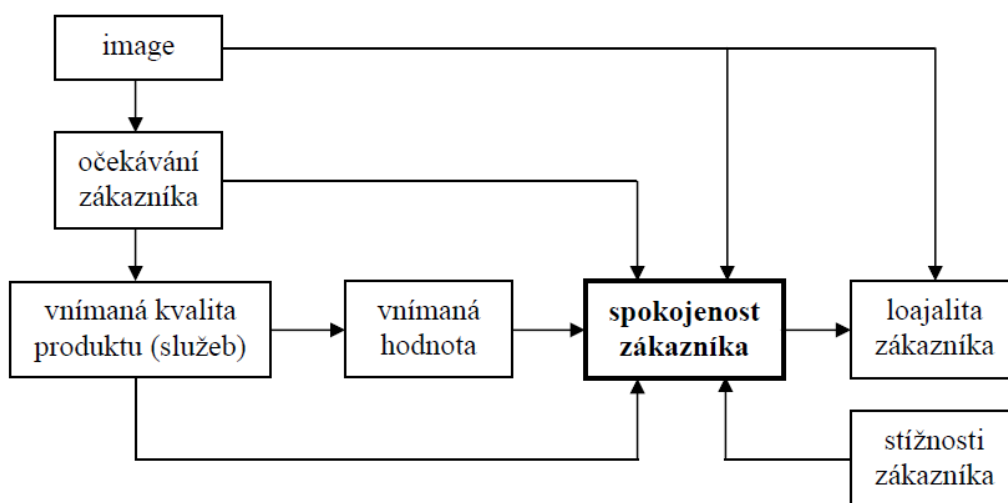 image
očekávání
zákazníka
vnímaná kvalita
produktu (služeb)
vnímaná
hodnota
spokojenost
zákazníka
loajalita
zákazníka
stížnosti
zákazníka